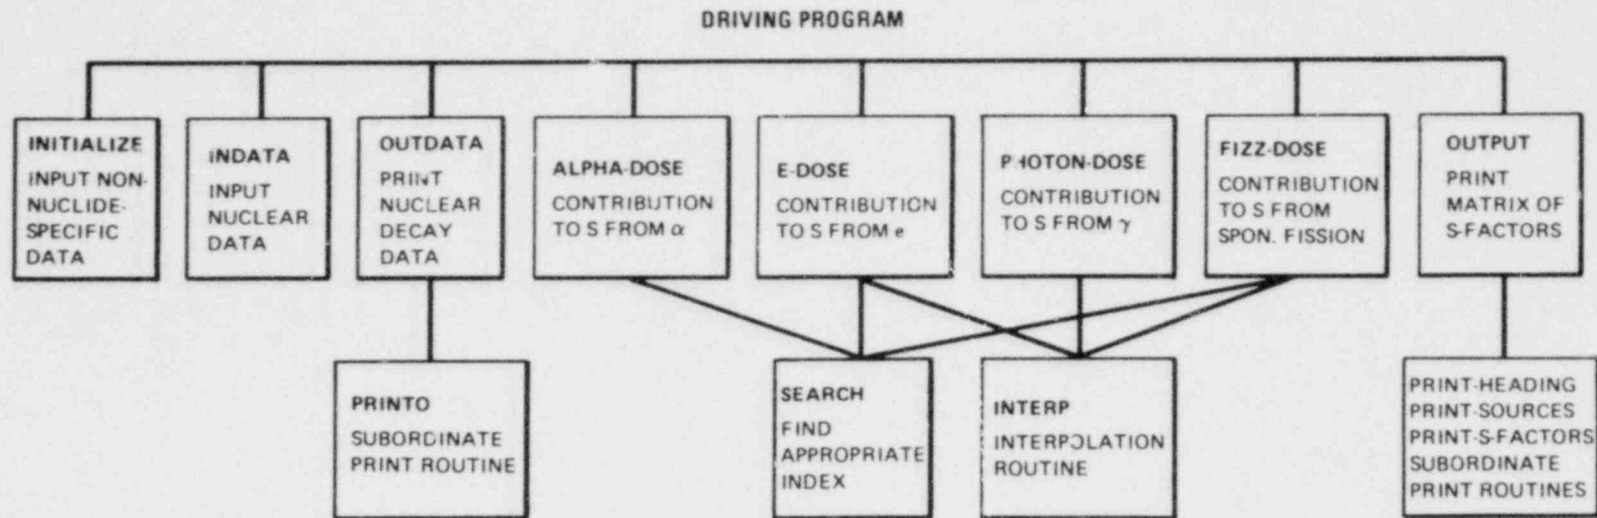 DRIVING PROGRAM
INITIALIZE
INPUT NON-
NUCLIDE-
SPECIFIC
DATA
INDATA
INPUT
NUCLEAR
DATA
OUTDATA
PRINT
NUCLEAR
DECAY
DATA
ALPHA-DOSE
CONTRIBUTION
TO S FROM α
E-DOSE
CONTRIBUTION
TO S FROM e
PHOTON-DOSE
CONTRIBUTION
TO S FROM γ
FIZZ-DOSE
CONTRIBUTION
TO S FROM
SPON. FISSION
OUTPUT
PRINT
MATRIX OF
S-FACTORS
PRINTO
SUBORDINATE
PRINT ROUTINE
SEARCH
FIND
APPROPRIATE
INDEX
INTERP
INTERPOLATION
ROUTINE
PRINT-HEADING
PRINT-SOURCES
PRINT-S-FACTORS
SUBORDINATE
PRINT ROUTINES